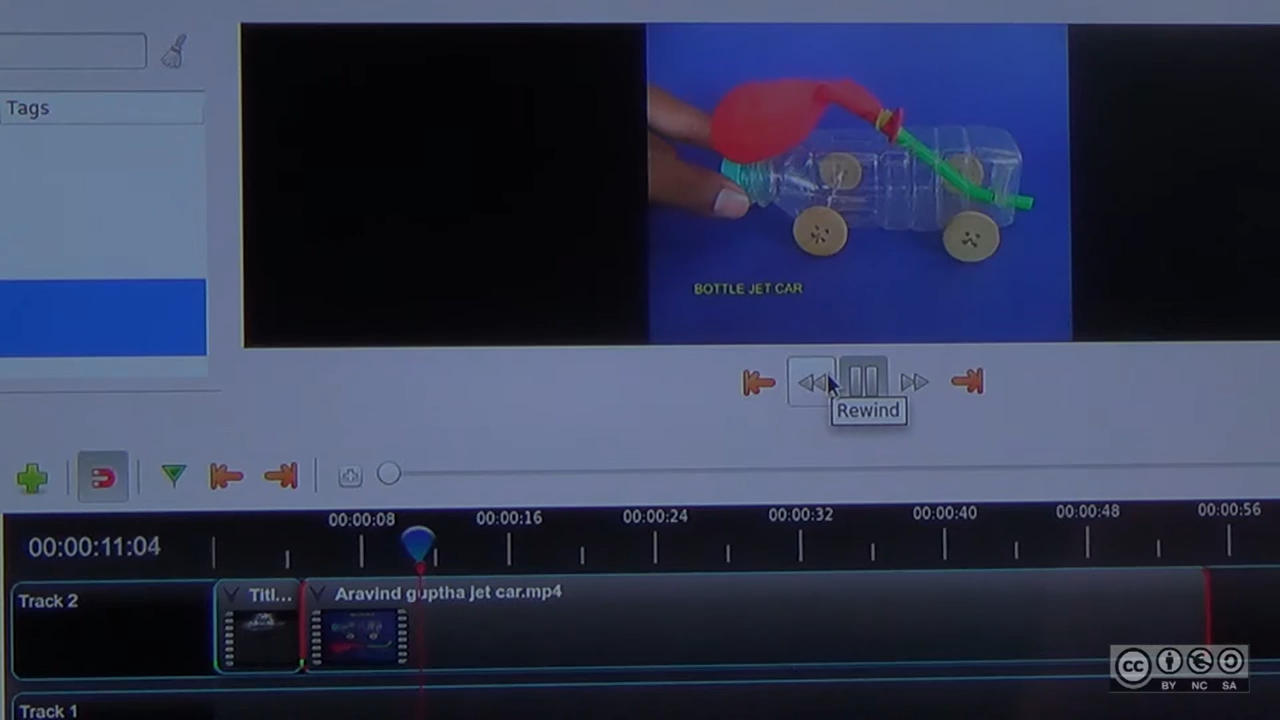 Tags
BOTTLE JET CAR
Rewind
00:00:08 00:00:16 00:00:24 00:00:32 00:00:40 00:00:48 00:00:56
00:00:11:04
Track 2
Titl...
Aravind guptha jet car.mp4
Track 1
cc
BY NC SA